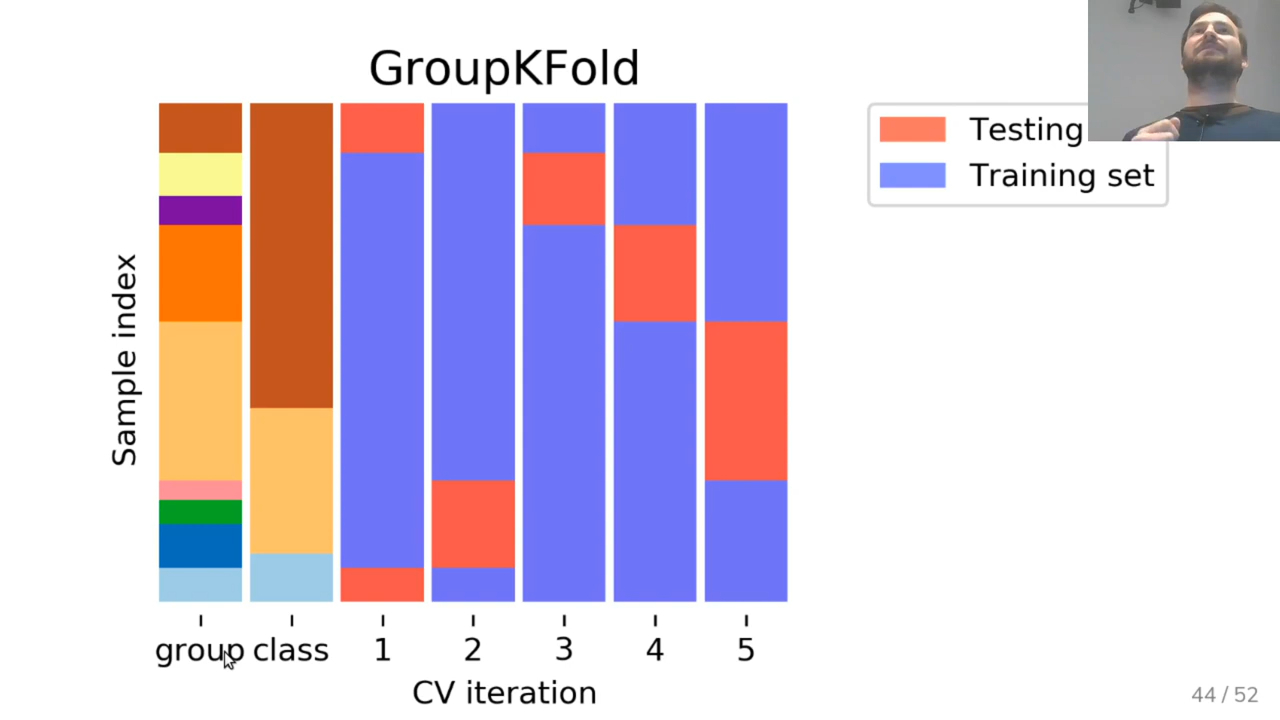 GroupKFold
Testing
Training set
Sample index
group class 1 2 3 4 5
CV iteration
44 / 52